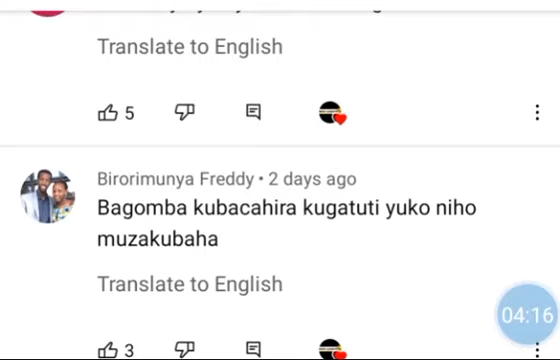 Translate to English
5
Birorimunya Freddy • 2 days ago
Bagomba kubacahira kugatuti yuko niho
muzakubaha
Translate to English
04:16
3